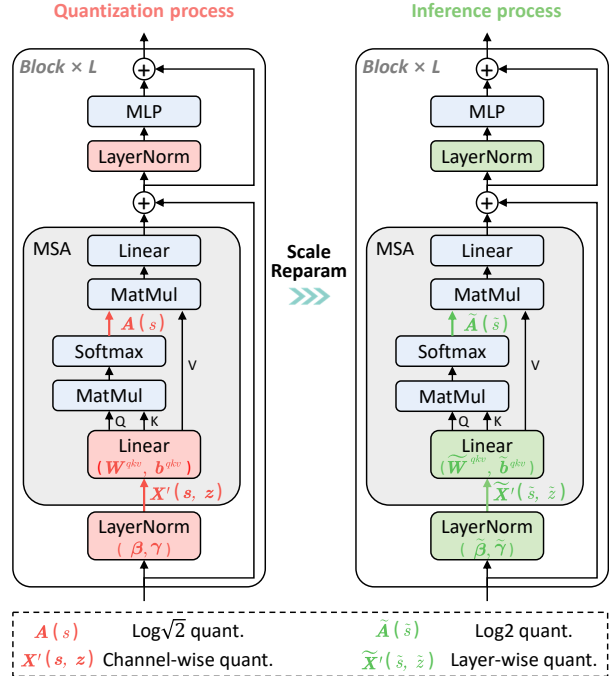 Quantization process
Block × L
MLP
LayerNorm
MSA
Linear
MatMul
A(s)
Softmax
V
MatMul
Q K
Linear
(W^{qkv}, b^{qkv})
X'(s, z)
LayerNorm
(β, γ)
Scale
Reparam
Inference process
Block × L
MLP
LayerNorm
MSA
Linear
MatMul
Ã(s̃)
Softmax
V
MatMul
Q K
Linear
(W̃^{qkv}, b̃^{qkv})
X̃'(s̃, z̃)
LayerNorm
(β̃, γ̃)
A(s) Log√2 quant. Ã(s̃) Log2 quant.
X'(s, z) Channel-wise quant. X̃'(s̃, z̃) Layer-wise quant.